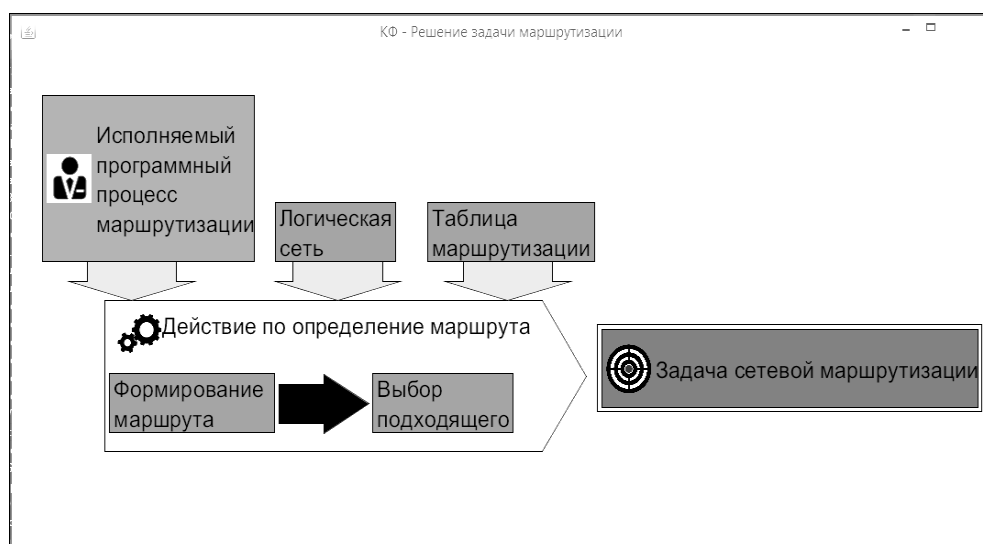 КФ - Решение задачи маршрутизации
Исполняемый
программный
процесс
маршрутизации
Логическая
сеть
Таблица
маршрутизации
Действие по определение маршрута
Формирование
маршрута
Выбор
подходящего
Задача сетевой маршрутизации